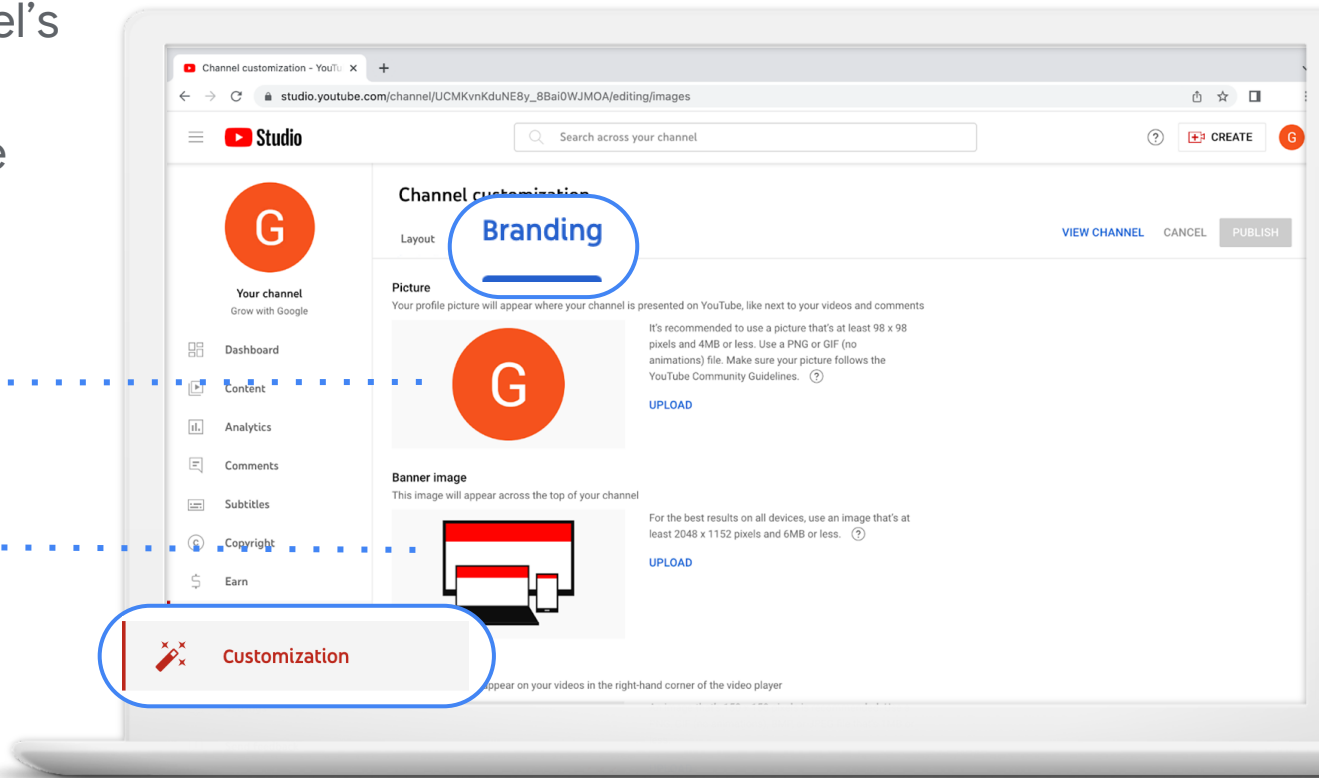 el's
e
Channel customization - YouTu
studio.youtube.com/channel/UCMKvnKduNE8y_8Bai0WJMOA/editing/images
Studio
Search across your channel
CREATE
G
G
Your channel
Grow with Google
Dashboard
Content
Analytics
Comments
Subtitles
Copyright
Earn
Customization
Channel customization
Layout
Branding
VIEW CHANNEL
CANCEL
PUBLISH
Picture
Your profile picture will appear where your channel is presented on YouTube, like next to your videos and comments
G
It's recommended to use a picture that's at least 98 x 98
pixels and 4MB or less. Use a PNG or GIF (no
animations) file. Make sure your picture follows the
YouTube Community Guidelines.
UPLOAD
Banner image
This image will appear across the top of your channel
For the best results on all devices, use an image that's at
least 2048 x 1152 pixels and 6MB or less.
UPLOAD
appear on your videos in the right-hand corner of the video player